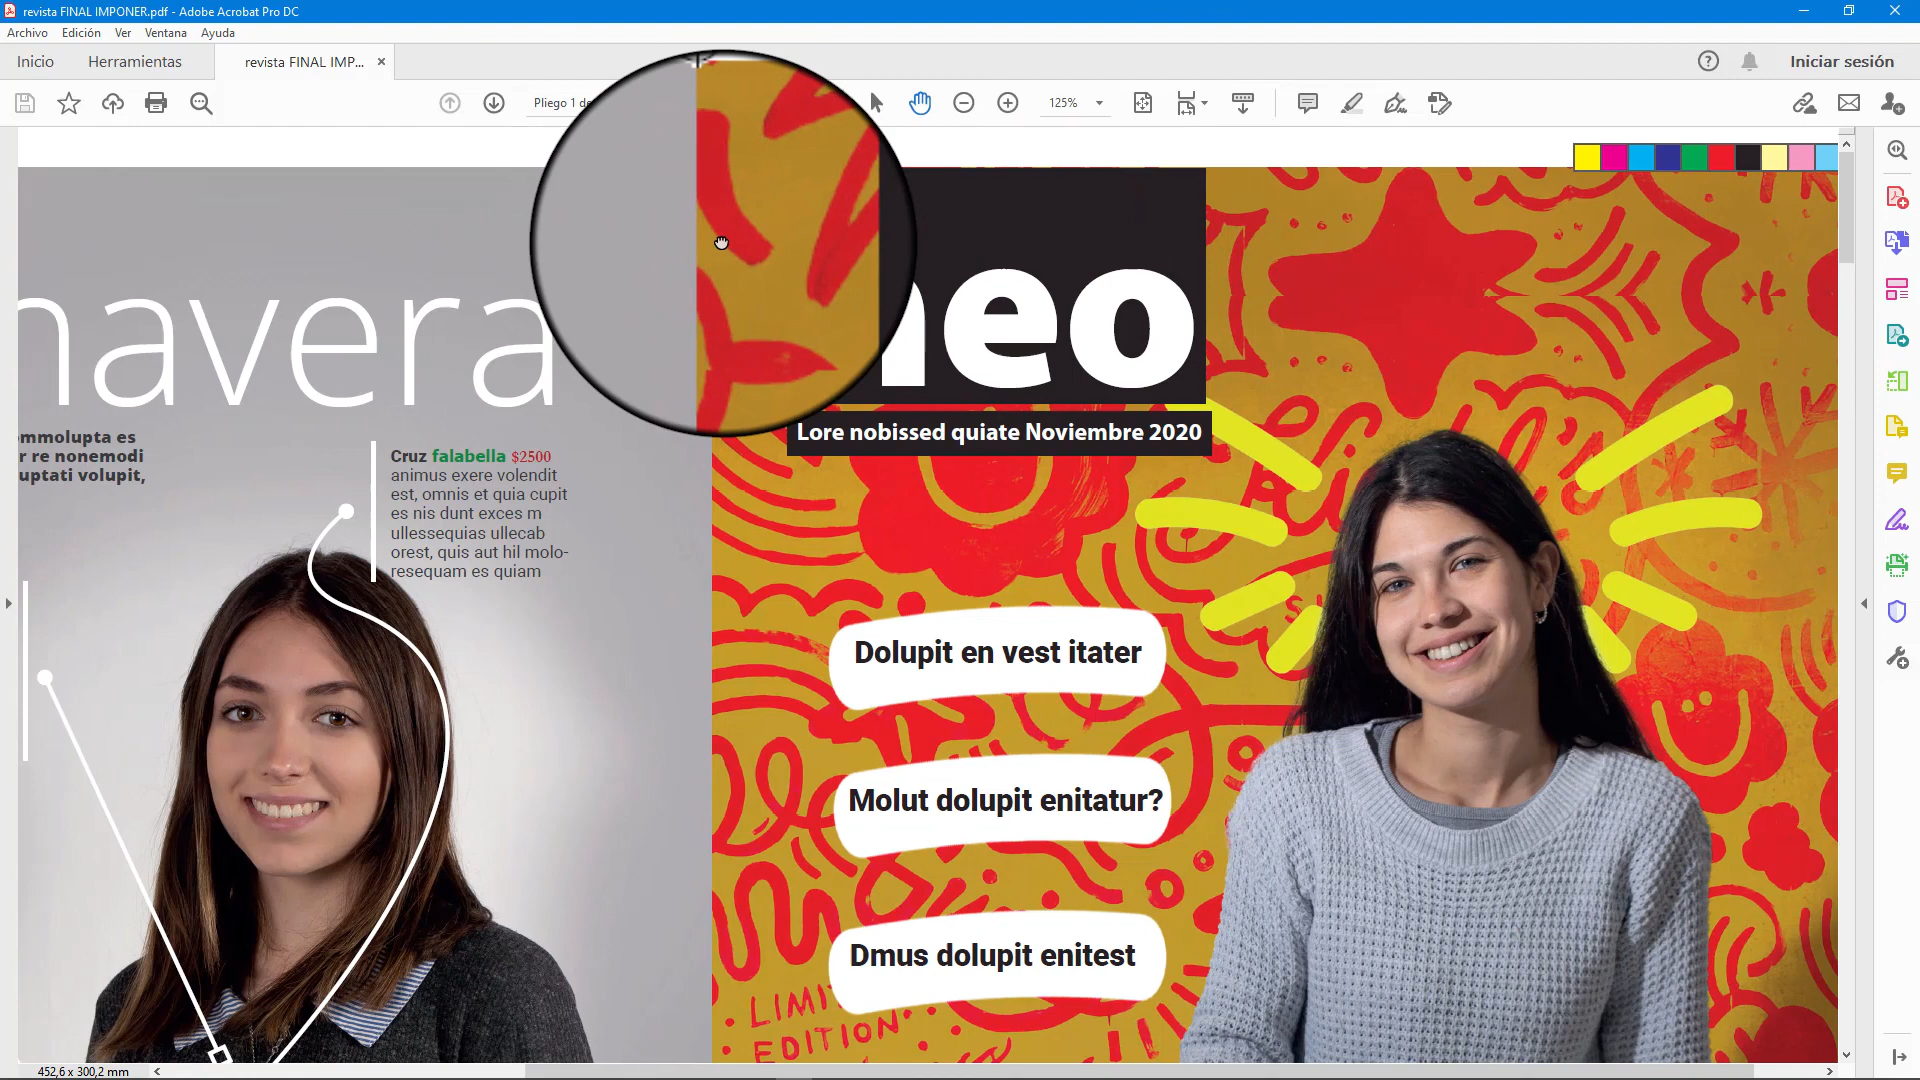 revista FINAL IMPONER.pdf - Adobe Acrobat Pro DC
Archivo Edición Ver Ventana Ayuda
Inicio Herramientas revista FINAL IMP... Iniciar sesión
Pliego 1 de
125%
navera
neo
Lore nobissed quiate Noviembre 2020
ommolupta es
r re nonemodi
uptati volupit,
Cruz falabella $2500
animus exere volendit
est, omnis et quia cupit
es nis dunt exces m
ullessequias ullecab
orest, quis aut hil molo-
resequam es quiam
Dolupit en vest itater
Molut dolupit enitatur?
Dmus dolupit enitest
LIMI
EDITION
452,6 x 300,2 mm